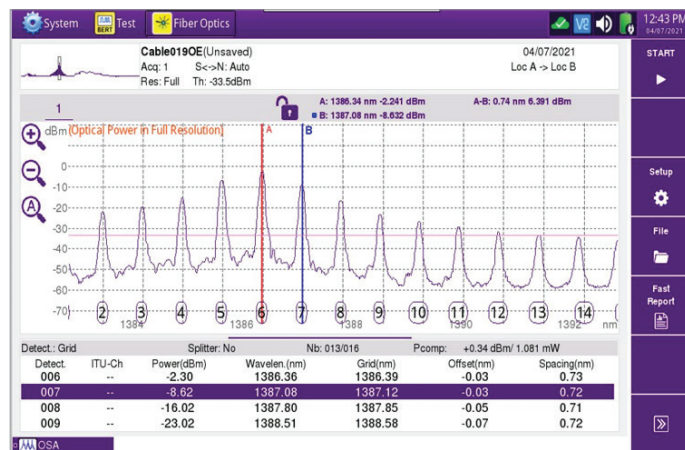 System BERT Test Fiber Optics V2 12:43 PM
04/07/2021
Cable019OE(Unsaved) 04/07/2021
Acq: 1 S<->N: Auto Loc A -> Loc B
Res: Full Th: -33.5dBm
START
1 A: 1386.34 nm -2.241 dBm A-B: 0.74 nm 6.391 dBm
B: 1387.08 nm -8.632 dBm
dBm (Optical Power in Full Resolution) A B
0
-10
-20
-30
-40
-50
-60
-70
2 3 4 5 6 7 8 9 10 11 12 13 14
1384 1386 1388 1390 1392 nm
Setup
File
Fast
Report
Detect.: Grid Splitter: No Nb: 013/016 Pcomp: +0.34 dBm/ 1.081 mW
Detect. ITU-Ch Power(dBm) Wavelen.(nm) Grid(nm) Offset(nm) Spacing(nm)
006 -- -2.30 1386.36 1386.39 -0.03 0.73
007 -- -8.62 1387.08 1387.12 -0.03 0.72
008 -- -16.02 1387.80 1387.85 -0.05 0.71
009 -- -23.02 1388.51 1388.58 -0.07 0.72
OSA